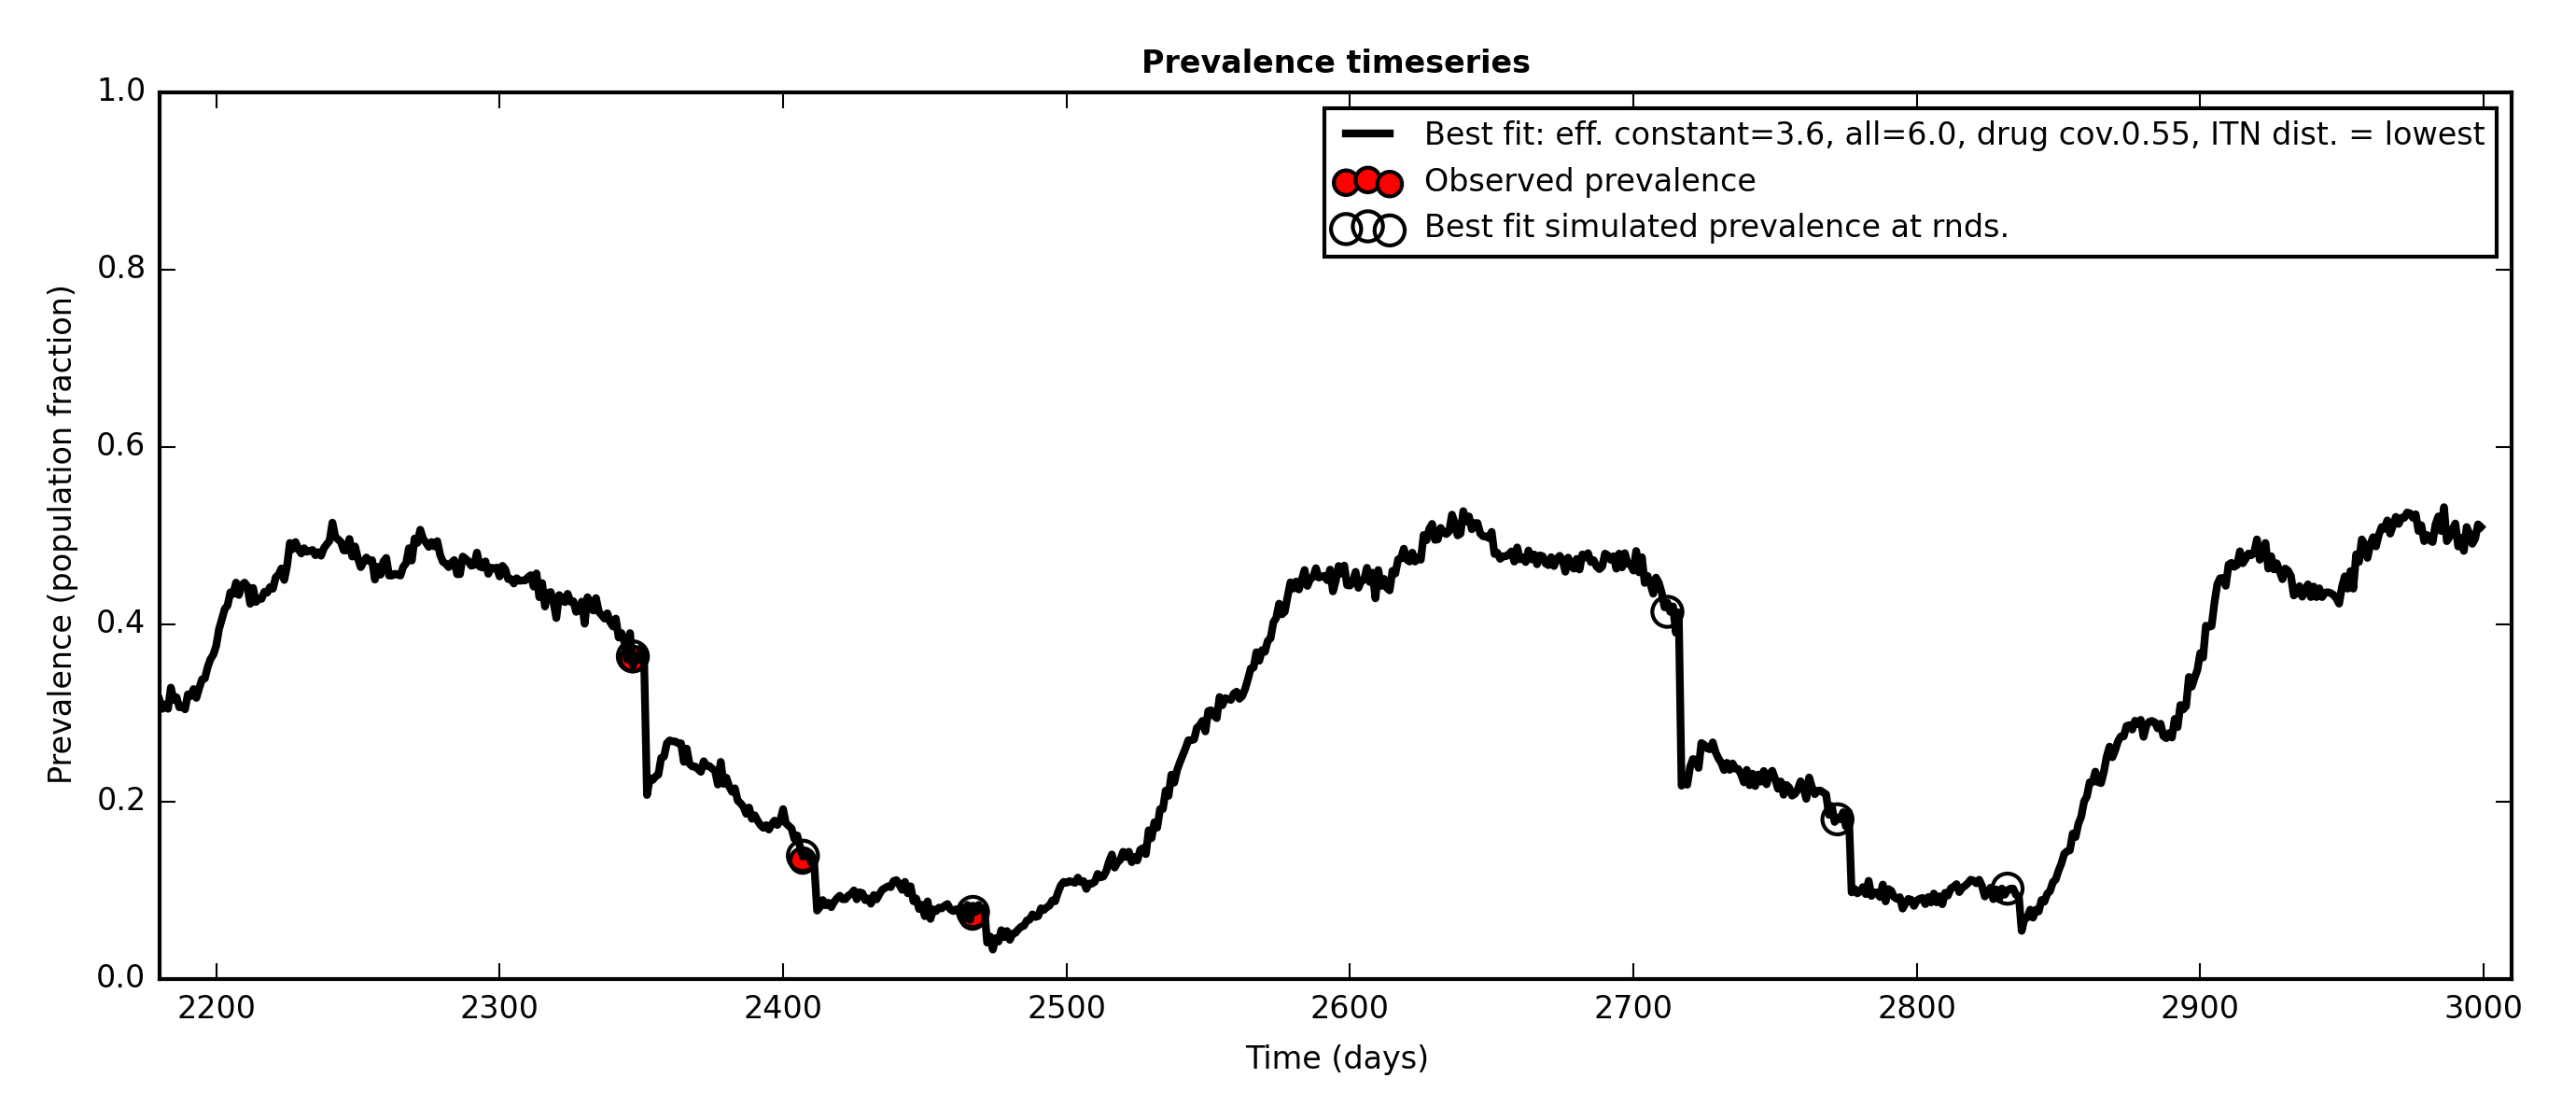 Prevalence timeseries
1.0
0.8
0.6
0.4
0.2
0.0
Prevalence (population fraction)
Best fit: eff. constant=3.6, all=6.0, drug cov.0.55, ITN dist. = lowest
Observed prevalence
Best fit simulated prevalence at rnds.
2200 2300 2400 2500 2600 2700 2800 2900 3000
Time (days)